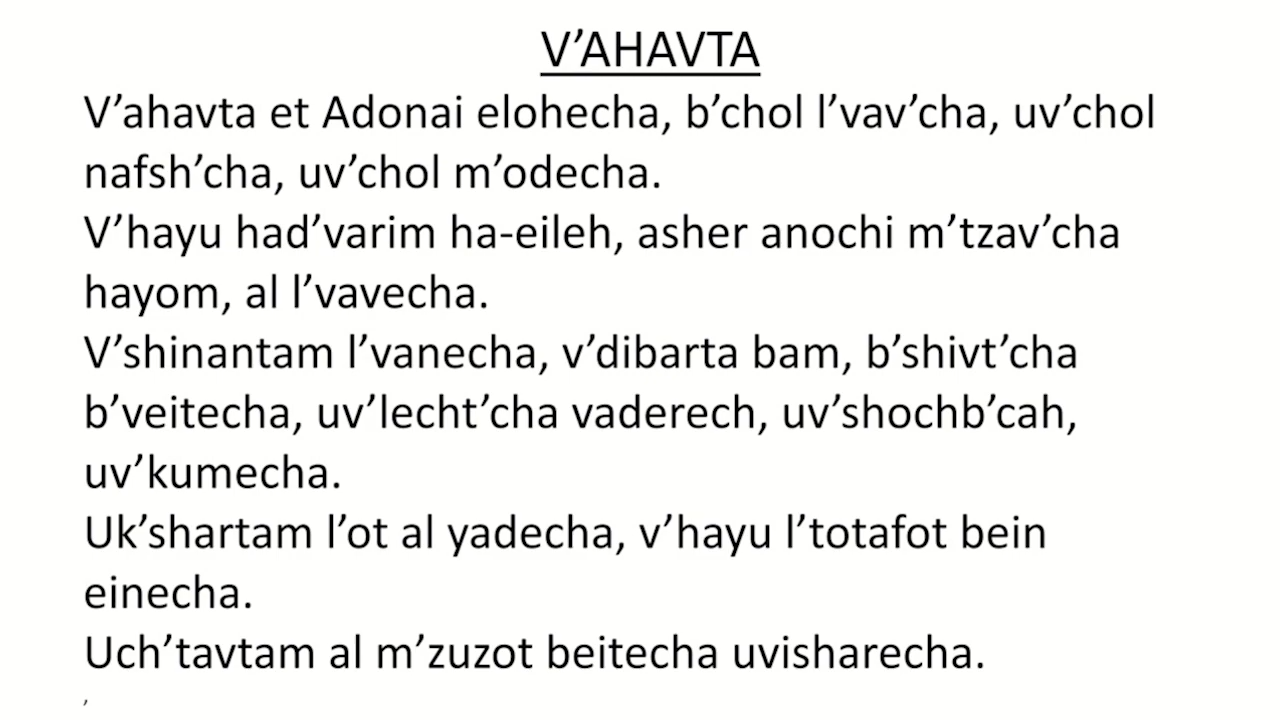 V’AHAVTA
V’ahavta et Adonai elohecha, b’chol l’vav’cha, uv’chol
nafsh’cha, uv’chol m’odecha.
V’hayu had’varim ha-eileh, asher anochi m’tzav’cha
hayom, al l’vavecha.
V’shinantam l’vanecha, v’dibarta bam, b’shivt’cha
b’veitecha, uv’lecht’cha vaderech, uv’shochb’cah,
uv’kumecha.
Uk’shartam l’ot al yadecha, v’hayu l’totafot bein
einecha.
Uch’tavtam al m’zuzot beitecha uvisharecha.
,